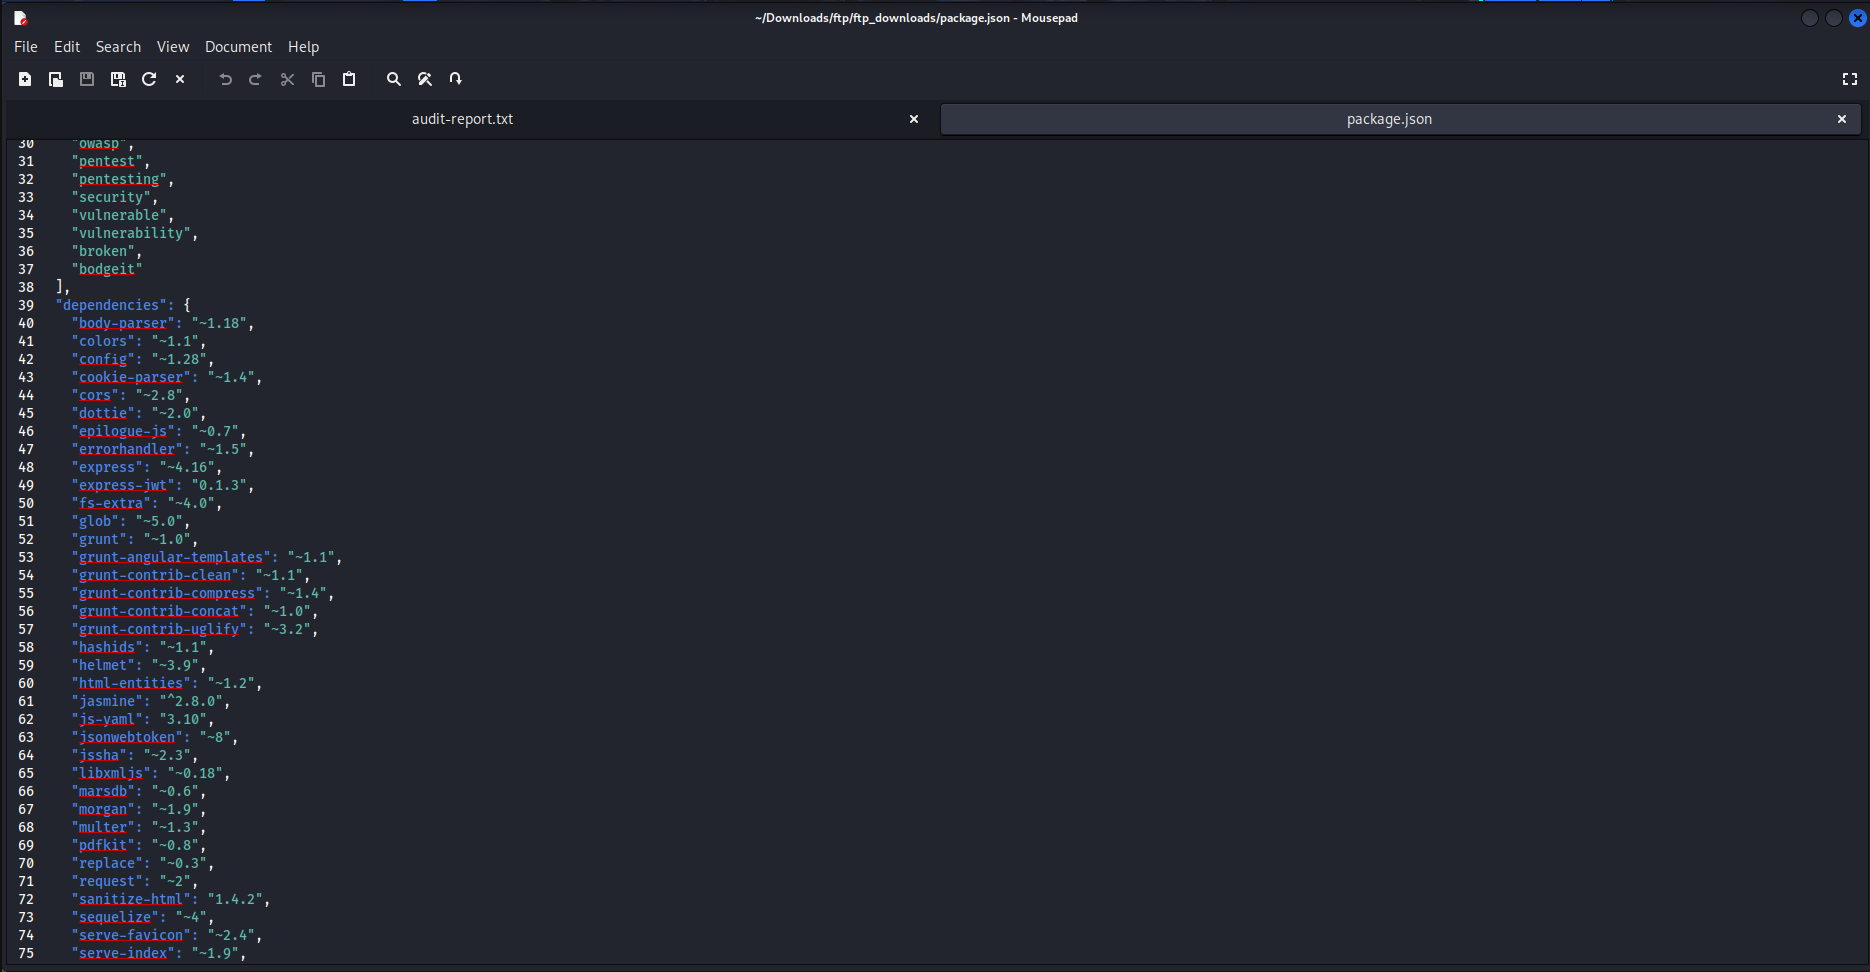 ~/Downloads/ftp/ftp_downloads/package.json - Mousepad
File Edit Search View Document Help
audit-report.txt package.json
30 "owasp",
31 "pentest",
32 "pentesting",
33 "security",
34 "vulnerable",
35 "vulnerability",
36 "broken",
37 "bodgeit"
38 ],
39 "dependencies": {
40 "body-parser": "~1.18",
41 "colors": "~1.1",
42 "config": "~1.28",
43 "cookie-parser": "~1.4",
44 "cors": "~2.8",
45 "dottie": "~2.0",
46 "epilogue-js": "~0.7",
47 "errorhandler": "~1.5",
48 "express": "~4.16",
49 "express-jwt": "0.1.3",
50 "fs-extra": "~4.0",
51 "glob": "~5.0",
52 "grunt": "~1.0",
53 "grunt-angular-templates": "~1.1",
54 "grunt-contrib-clean": "~1.1",
55 "grunt-contrib-compress": "~1.4",
56 "grunt-contrib-concat": "~1.0",
57 "grunt-contrib-uglify": "~3.2",
58 "hashids": "~1.1",
59 "helmet": "~3.9",
60 "html-entities": "~1.2",
61 "jasmine": "^2.8.0",
62 "js-yaml": "3.10",
63 "jsonwebtoken": "~8",
64 "jssha": "~2.3",
65 "libxmljs": "~0.18",
66 "marsdb": "~0.6",
67 "morgan": "~1.9",
68 "multer": "~1.3",
69 "pdfkit": "~0.8",
70 "replace": "~0.3",
71 "request": "~2",
72 "sanitize-html": "1.4.2",
73 "sequelize": "~4",
74 "serve-favicon": "~2.4",
75 "serve-index": "~1.9",